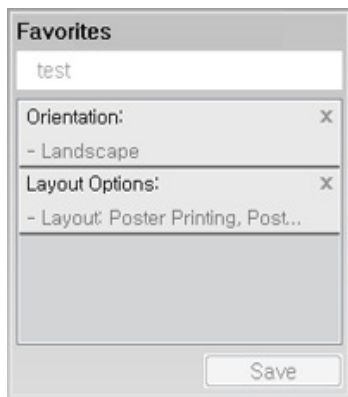 Favorites
test
Orientation: x
- Landscape
Layout Options: x
- Layout: Poster Printing, Post...
Save